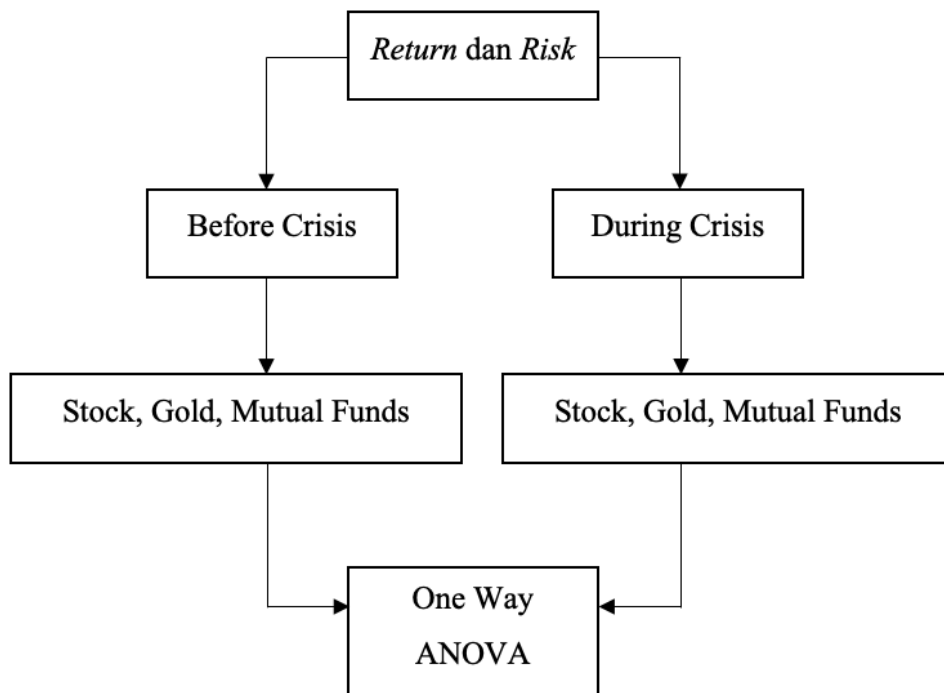 Return dan Risk
Before Crisis
During Crisis
Stock, Gold, Mutual Funds
Stock, Gold, Mutual Funds
One Way
ANOVA